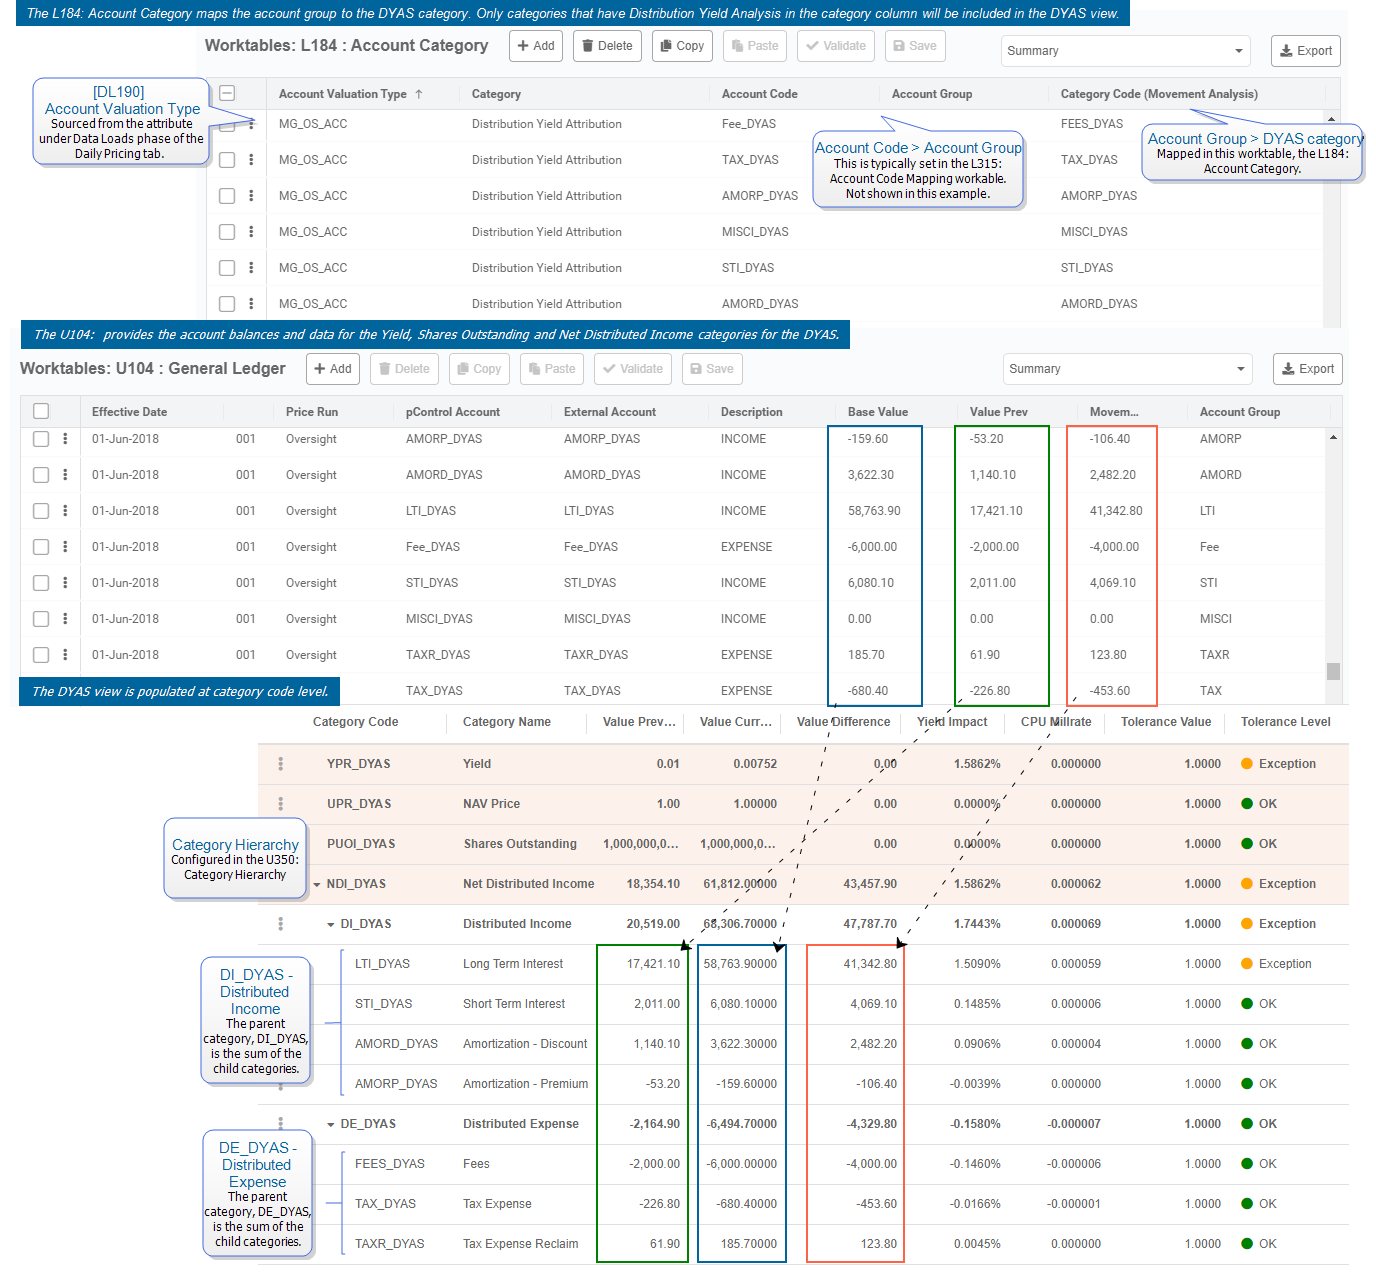 The L184: Account Category maps the account group to the DYAS category. Only categories that have Distribution Yield Analysis in the category column will be included in the DYAS view.
Worktables: L184 : Account Category
Add Delete Copy Paste Validate Save Summary Export
Account Valuation Type Category Account Code Account Group Category Code (Movement Analysis)
MG_OS_ACC Distribution Yield Attribution Fee_DYAS FEES_DYAS
MG_OS_ACC Distribution Yield Attribution TAX_DYAS TAX_DYAS
MG_OS_ACC Distribution Yield Attribution AMORP_DYAS AMORP_DYAS
MG_OS_ACC Distribution Yield Attribution MISCI_DYAS MISCI_DYAS
MG_OS_ACC Distribution Yield Attribution STI_DYAS STI_DYAS
MG_OS_ACC Distribution Yield Attribution AMORD_DYAS AMORD_DYAS
[DL190]
Account Valuation Type
Sourced from the attribute
under Data Loads phase of the
Daily Pricing tab.
Account Code > Account Group
This is typically set in the L315:
Account Code Mapping workable.
Not shown in this example.
Account Group > DYAS category
Mapped in this worktable, the L184:
Account Category.
The U104: provides the account balances and data for the Yield, Shares Outstanding and Net Distributed Income categories for the DYAS.
Worktables: U104 : General Ledger
Add Delete Copy Paste Validate Save Summary Export
Effective Date Price Run pControl Account External Account Description Base Value Value Prev Movem... Account Group
01-Jun-2018 001 Oversight AMORP_DYAS AMORP_DYAS INCOME -159.60 -53.20 -106.40 AMORP
01-Jun-2018 001 Oversight AMORD_DYAS AMORD_DYAS INCOME 3,622.30 1,140.10 2,482.20 AMORD
01-Jun-2018 001 Oversight LTI_DYAS LTI_DYAS INCOME 58,763.90 17,421.10 41,342.80 LTI
01-Jun-2018 001 Oversight Fee_DYAS Fee_DYAS EXPENSE -6,000.00 -2,000.00 -4,000.00 Fee
01-Jun-2018 001 Oversight STI_DYAS STI_DYAS INCOME 6,080.10 2,011.00 4,069.10 STI
01-Jun-2018 001 Oversight MISCI_DYAS MISCI_DYAS INCOME 0.00 0.00 0.00 MISCI
01-Jun-2018 001 Oversight TAXR_DYAS TAXR_DYAS EXPENSE 185.70 61.90 123.80 TAXR
TAX_DYAS TAX_DYAS EXPENSE -680.40 -226.80 -453.60 TAX
The DYAS view is populated at category code level.
Category Code Category Name Value Prev... Value Curr... Value Difference Yield Impact CPU Millrate Tolerance Value Tolerance Level
YPR_DYAS Yield 0.01 0.00752 0.00 1.5862% 0.000000 1.0000 Exception
UPR_DYAS NAV Price 1.00 1.00000 0.00 0.0000% 0.000000 1.0000 OK
PUOI_DYAS Shares Outstanding 1,000,000,0... 1,000,000,0... 0.00 0.0000% 0.000000 1.0000 OK
NDI_DYAS Net Distributed Income 18,354.10 61,812.00000 43,457.90 1.5862% 0.000062 1.0000 Exception
DI_DYAS Distributed Income 20,519.00 68,306.70000 47,787.70 1.7443% 0.000069 1.0000 Exception
LTI_DYAS Long Term Interest 17,421.10 58,763.90000 41,342.80 1.5090% 0.000059 1.0000 Exception
STI_DYAS Short Term Interest 2,011.00 6,080.10000 4,069.10 0.1485% 0.000006 1.0000 OK
AMORD_DYAS Amortization - Discount 1,140.10 3,622.30000 2,482.20 0.0906% 0.000004 1.0000 OK
AMORP_DYAS Amortization - Premium -53.20 -159.60000 -106.40 -0.0039% 0.000000 1.0000 OK
DE_DYAS Distributed Expense -2,164.90 -6,494.70000 -4,329.80 -0.1580% -0.000007 1.0000 OK
FEES_DYAS Fees -2,000.00 -6,000.00000 -4,000.00 -0.1460% -0.000006 1.0000 OK
TAX_DYAS Tax Expense -226.80 -680.40000 -453.60 -0.0166% -0.000001 1.0000 OK
TAXR_DYAS Tax Expense Reclaim 61.90 185.70000 123.80 0.0045% 0.000000 1.0000 OK
Category Hierarchy
Configured in the U350:
Category Hierarchy
DI_DYAS -
Distributed
Income
The parent
category, DI_DYAS,
is the sum of the
child categories.
DE_DYAS -
Distributed
Expense
The parent
category, DE_DYAS,
is the sum of the
child categories.